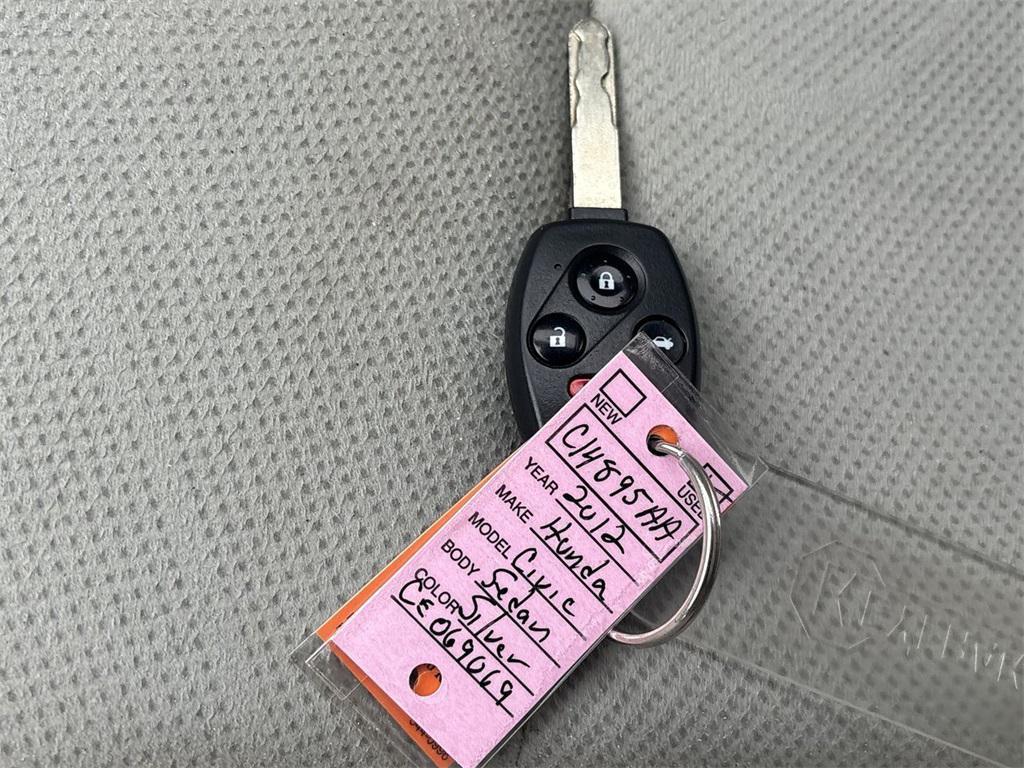 NEW
USED
C14895AA
YEAR 2012
MAKE Honda
MODEL Civic
BODY Sedan
COLOR Silver
CE069069